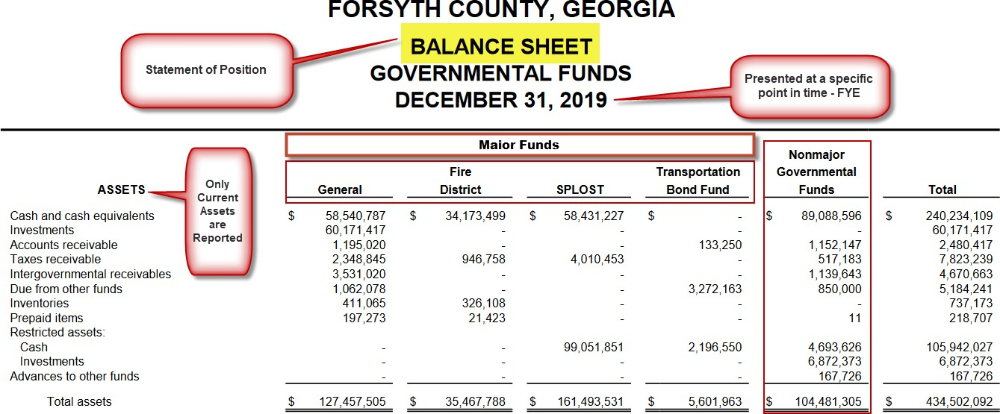 FORSYTH COUNTY, GEORGIA
BALANCE SHEET
GOVERNMENTAL FUNDS
DECEMBER 31, 2019
Statement of Position
Presented at a specific
point in time - FYE
Only
Current
Assets
are
Reported
Maior Funds
Nonmajor
Fire Transportation Governmental
ASSETS General District SPLOST Bond Fund Funds Total
Cash and cash equivalents $ 58,540,787 $ 34,173,499 $ 58,431,227 $ - $ 89,088,596 $ 240,234,109
Investments 60,171,417 - - - - 60,171,417
Accounts receivable 1,195,020 - - 133,250 1,152,147 2,480,417
Taxes receivable 2,348,845 946,758 4,010,453 - 517,183 7,823,239
Intergovernmental receivables 3,531,020 - - - 1,139,643 4,670,663
Due from other funds 1,062,078 - - 3,272,163 850,000 5,184,241
Inventories 411,065 326,108 - - - 737,173
Prepaid items 197,273 21,423 - - 11 218,707
Restricted assets:
Cash - - 99,051,851 2,196,550 4,693,626 105,942,027
Investments - - - - 6,872,373 6,872,373
Advances to other funds - - - - 167,726 167,726
Total assets $ 127,457,505 $ 35,467,788 $ 161,493,531 $ 5,601,963 $ 104,481,305 $ 434,502,092